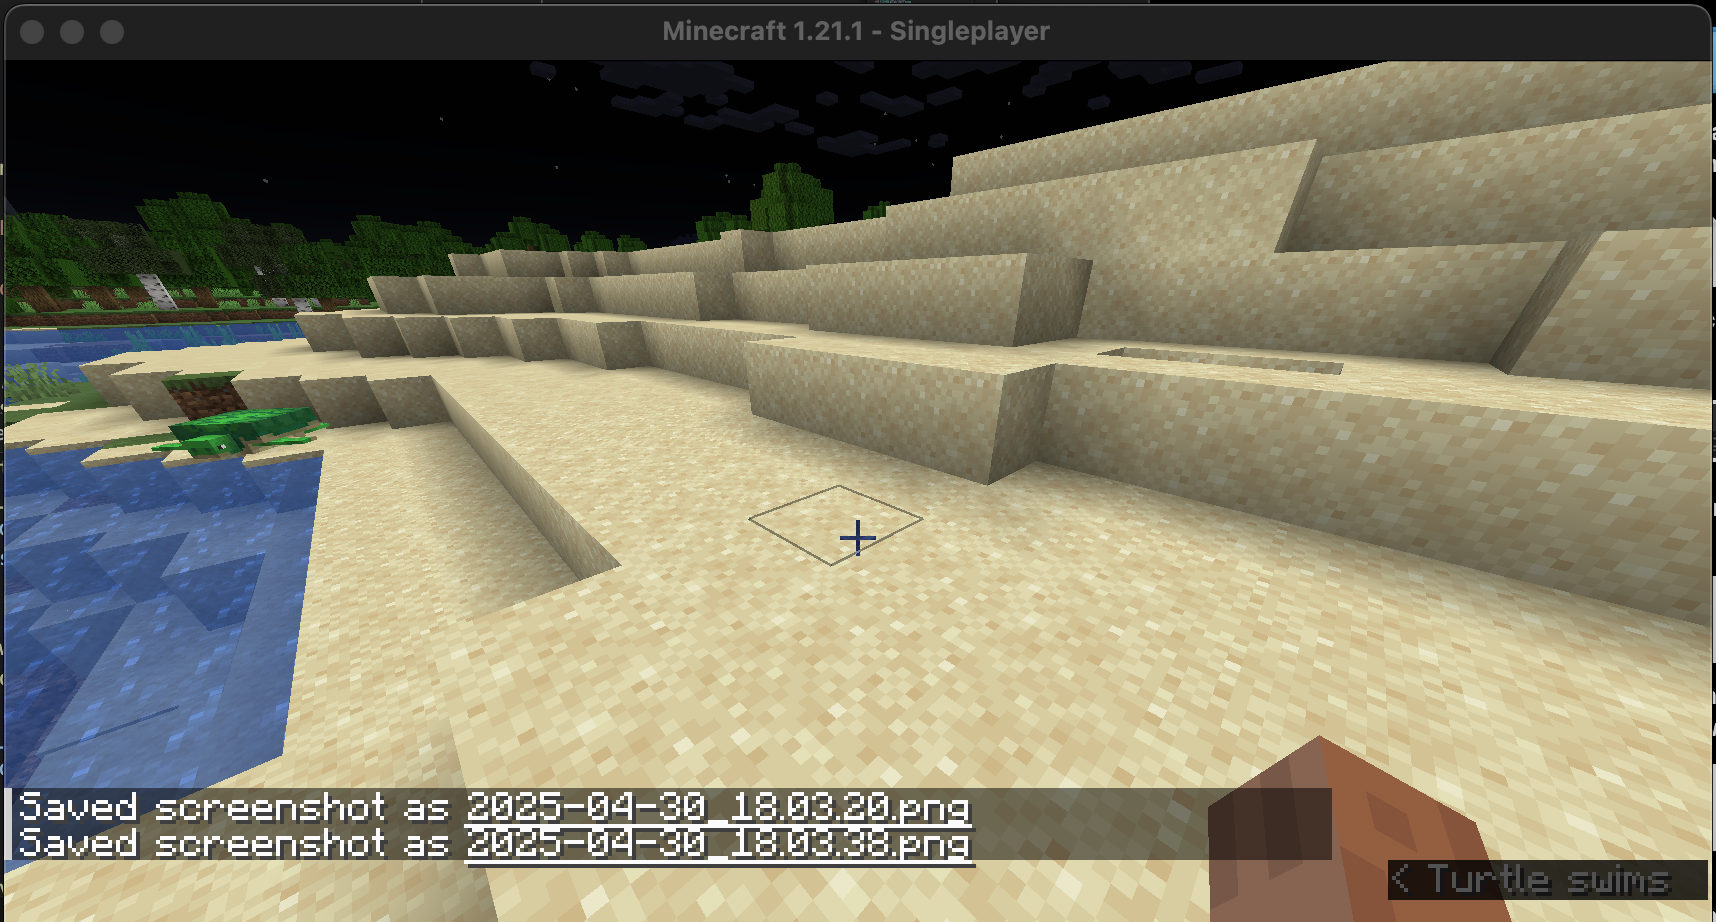 Minecraft 1.21.1 - Singleplayer
Saved screenshot as 2025-04-30_18.03.20.png
Saved screenshot as 2025-04-30_18.03.38.png
< Turtle swims